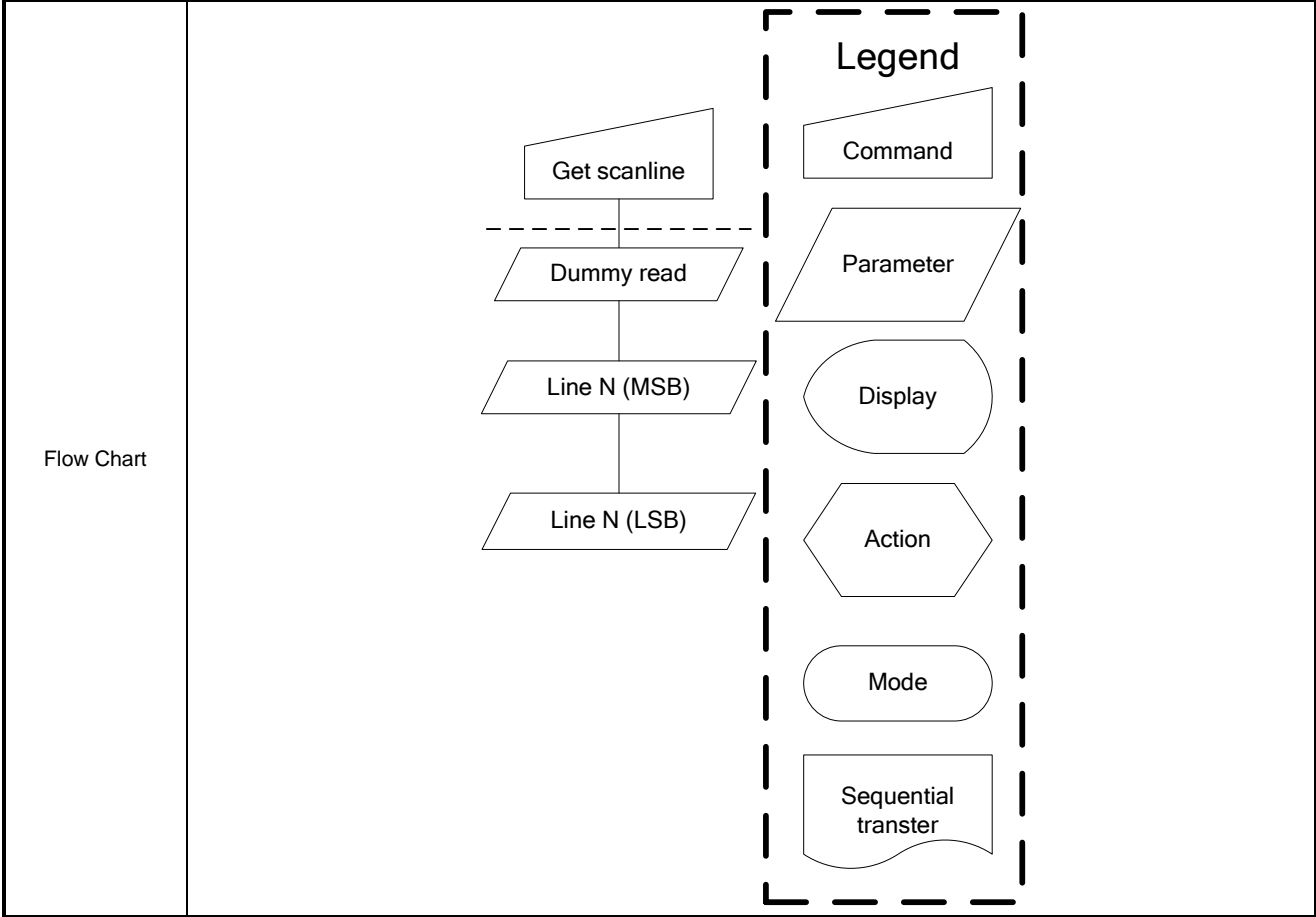 Flow Chart
Get scanline
Dummy read
Line N (MSB)
Line N (LSB)
Legend
Command
Parameter
Display
Action
Mode
Sequential
transter